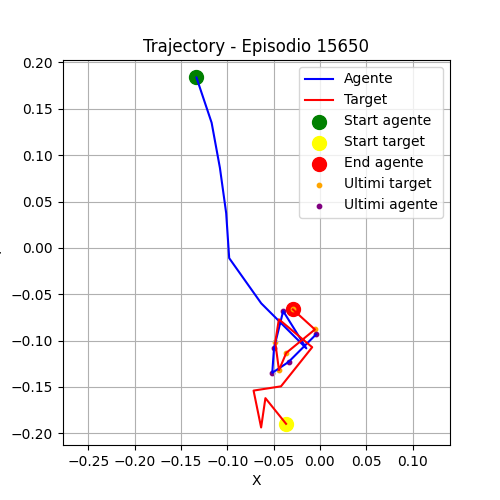 Trajectory - Episodio 15650
Agente
Target
Start agente
Start target
End agente
Ultimi target
Ultimi agente
0.20
0.15
0.10
0.05
0.00
−0.05
−0.10
−0.15
−0.20
−0.25 −0.20 −0.15 −0.10 −0.05 0.00 0.05 0.10
X